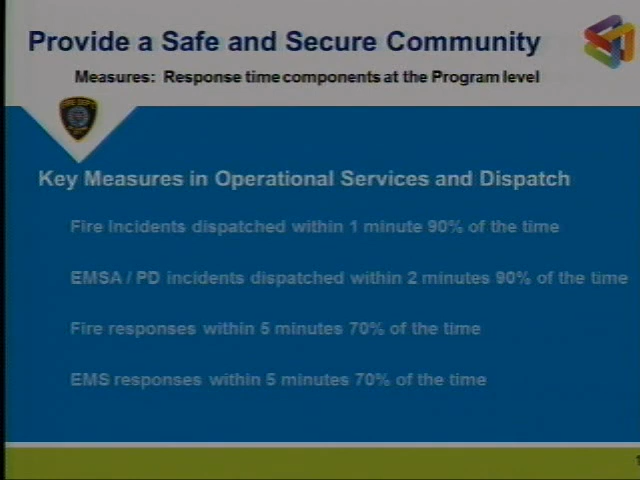 Provide a Safe and Secure Community
Measures: Response time components at the Program level
FIRE DEPT.
Key Measures in Operational Services and Dispatch
Fire Incidents dispatched within 1 minute 90% of the time
EMSA / PD incidents dispatched within 2 minutes 90% of the time
Fire responses within 5 minutes 70% of the time
EMS responses within 5 minutes 70% of the time